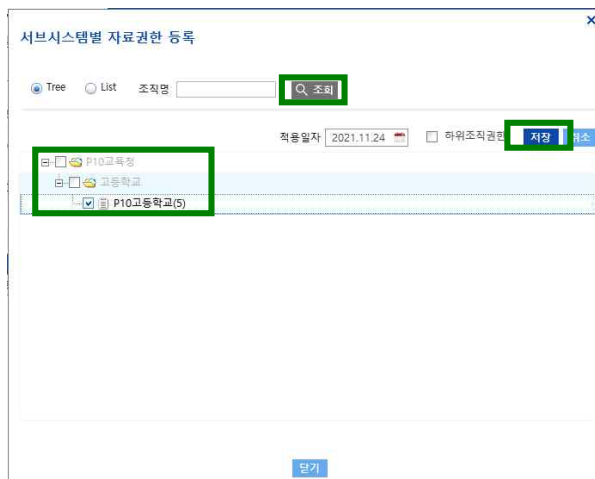 서브시스템별 자료권한 등록
Tree List 조직명 조회
적용일자 2021.11.24 하위조직권한 저장 취소
P10교육청
고등학교
P10고등학교(5)
닫기